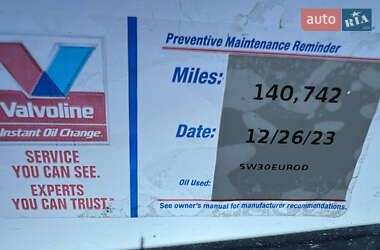 auto RIA.com
Preventive Maintenance Reminder
Valvoline
Instant Oil Change.
SERVICE
YOU CAN SEE.
EXPERTS
YOU CAN TRUST.
Miles: 140,742
Date: 12/26/23
Oil Used: 5W30EUROD
See owner's manual for manufacturer recommendations.